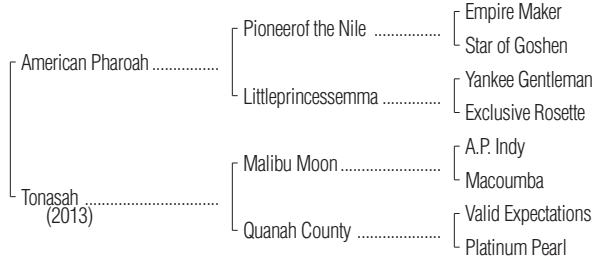 Empire Maker
Pioneerof the Nile ................
Star of Goshen
American Pharoah ................
Yankee Gentleman
Littleprincessemma ..............
Exclusive Rosette
A.P. Indy
Malibu Moon ........................
Macoumba
Tonasah ................................
(2013)
Valid Expectations
Quanah County ....................
Platinum Pearl